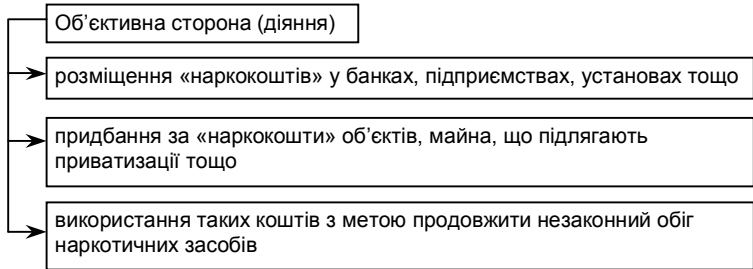 Об’єктивна сторона (діяння)
розміщення «наркокоштів» у банках, підприємствах, установах тощо
придбання за «наркокошти» об’єктів, майна, що підлягають
приватизації тощо
використання таких коштів з метою продовжити незаконний обіг
наркотичних засобів